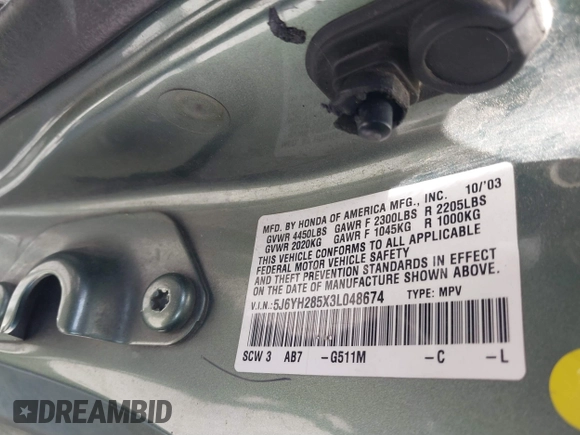 MFD. BY HONDA OF AMERICA MFG., INC. 10/'03
GVWR 4450LBS GAWR F 2300LBS R 2205LBS
GVWR 2020KG GAWR F 1045KG R 1000KG
THIS VEHICLE CONFORMS TO ALL APPLICABLE
FEDERAL MOTOR VEHICLE SAFETY
AND THEFT PREVENTION STANDARDS IN EFFECT
ON THE DATE OF MANUFACTURE SHOWN ABOVE.
V.I.N.: 5J6YH285X3L048674 TYPE: MPV
SCW 3 AB7 -G511M -C -L
DREAMBID